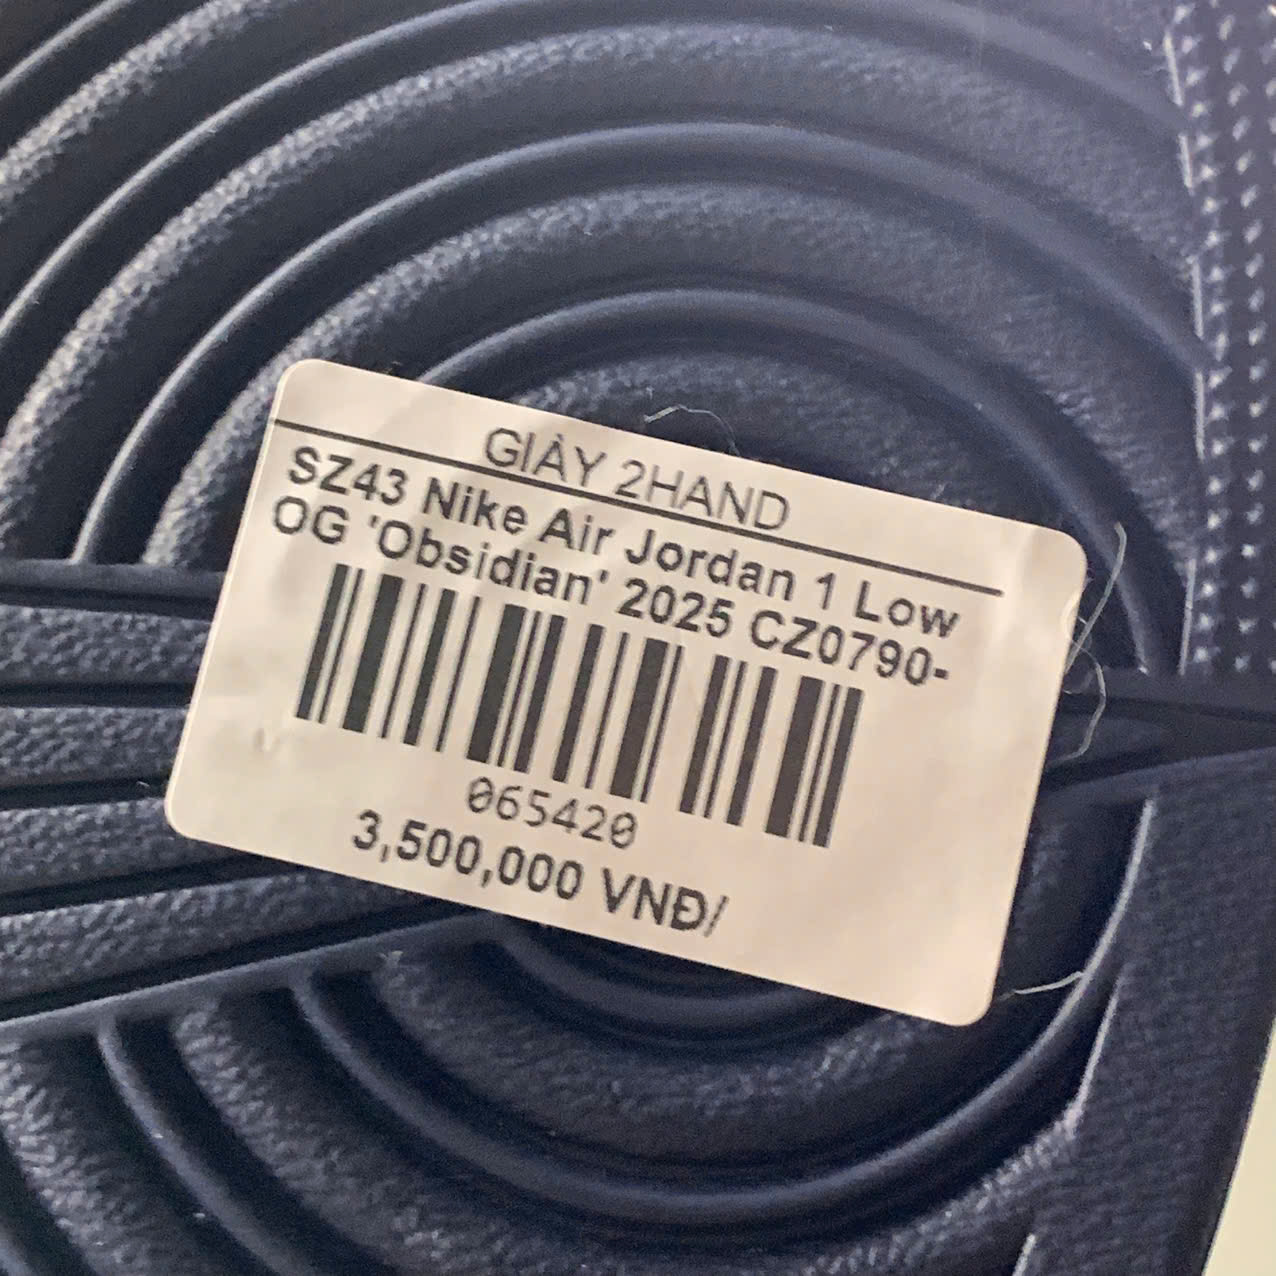 GIÀY 2HAND
SZ43 Nike Air Jordan 1 Low
OG 'Obsidian' 2025 CZ0790-
065420
3,500,000 VNĐ/